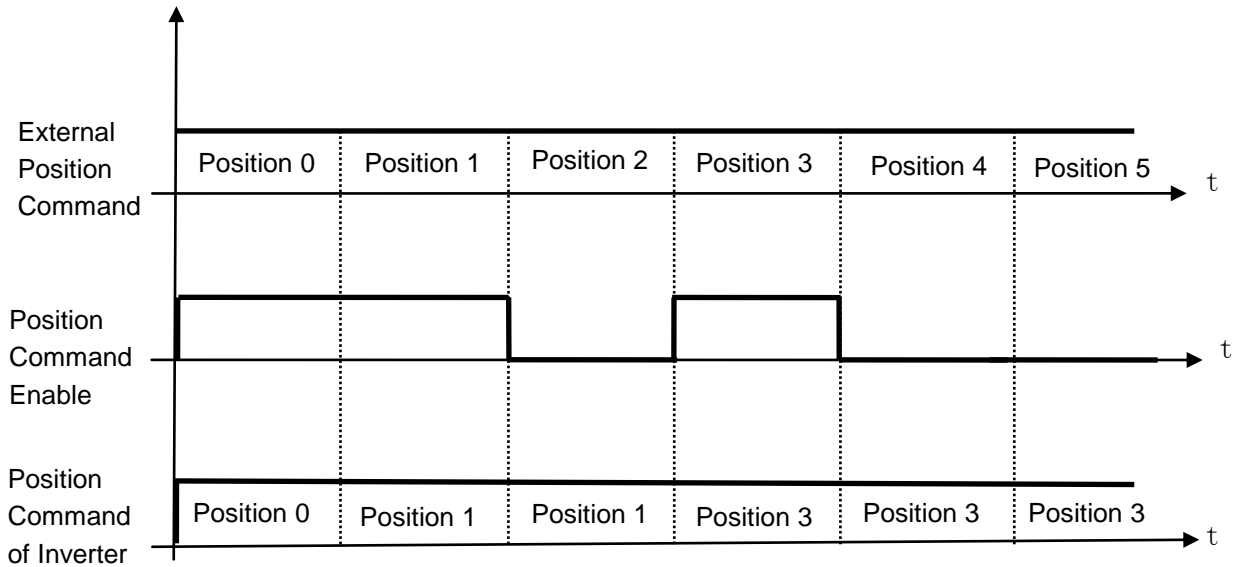 External
Position
Command
Position 0
Position 1
Position 2
Position 3
Position 4
Position 5
t
Position
Command
Enable
t
Position
Command
of Inverter
Position 0
Position 1
Position 1
Position 3
Position 3
Position 3
t